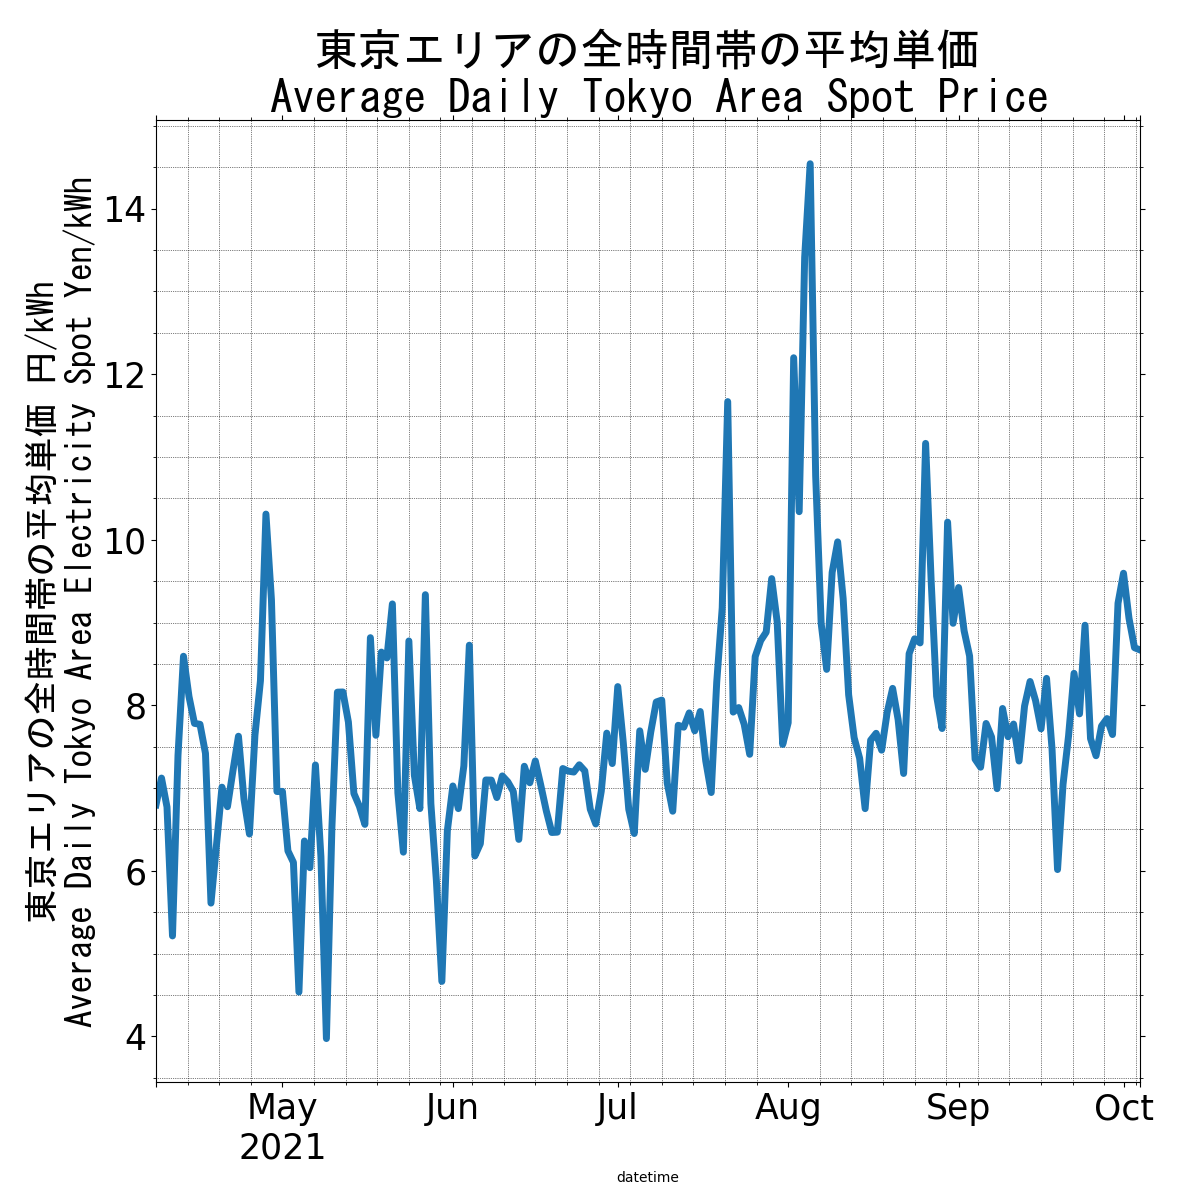 東京エリアの全時間帯の平均単価
Average Daily Tokyo Area Spot Price
東京エリアの全時間帯の平均単価 円/kWh
Average Daily Tokyo Area Electricity Spot Yen/kWh
14
12
10
8
6
4
May
2021
Jun
Jul
Aug
Sep
Oct
datetime